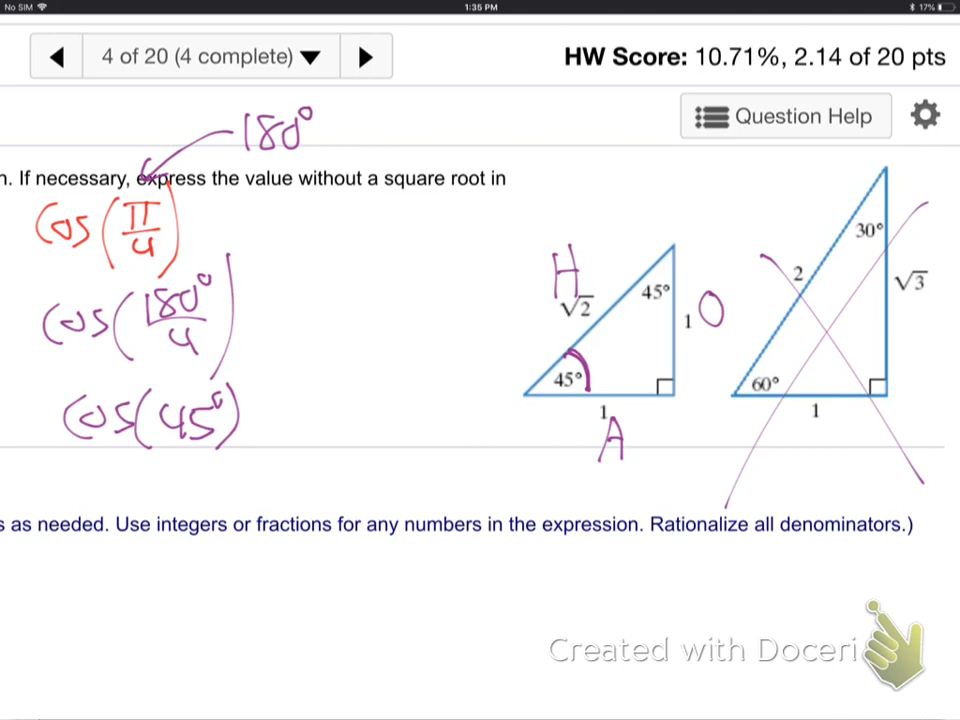 No SIM
1:35 PM
17%
4 of 20 (4 complete)
HW Score: 10.71%, 2.14 of 20 pts
Question Help
180°
n. If necessary, express the value without a square root in
cos(π/4)
cos(180°/4)
cos(45°)
H
√2
45°
1
O
45°
1
A
30°
2
√3
60°
1
s as needed. Use integers or fractions for any numbers in the expression. Rationalize all denominators.)
Created with Doceri